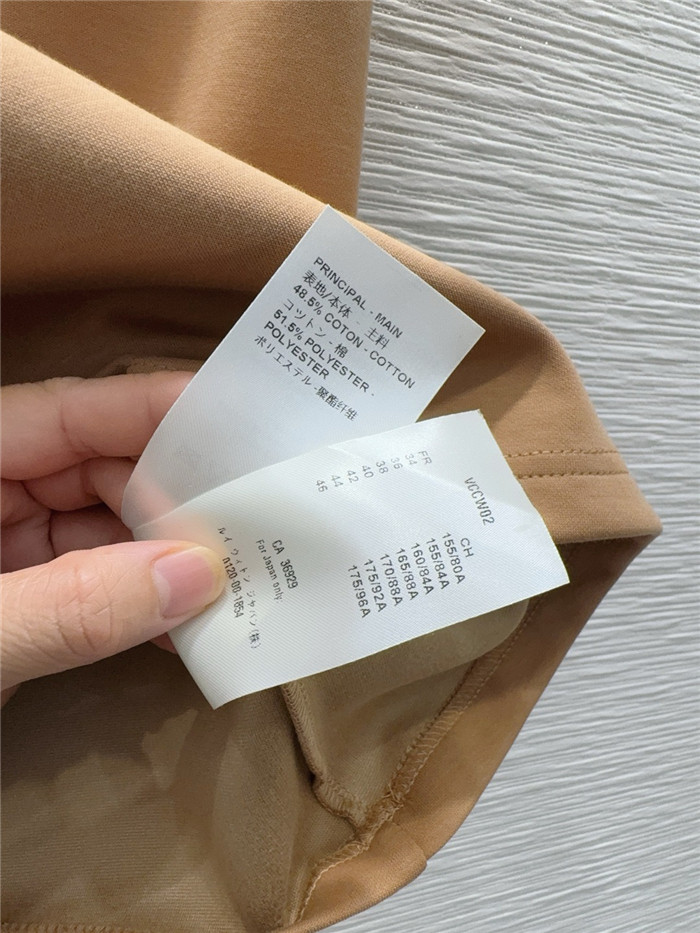 PRINCIPAL - MAIN
表地/本体 - 主料
48.5% COTON - COTTON
コットン - 棉
51.5% POLYESTER -
POLYESTER
ポリエステル - 聚酯纤维
VCCW02
FR
34
36
38
40
42
44
46
CH
155/80A
155/84A
160/84A
165/88A
170/88A
175/92A
175/96A
CA 36929
For Japan only
ルイ ヴィトン ジャパン(株)
0120-00-1854